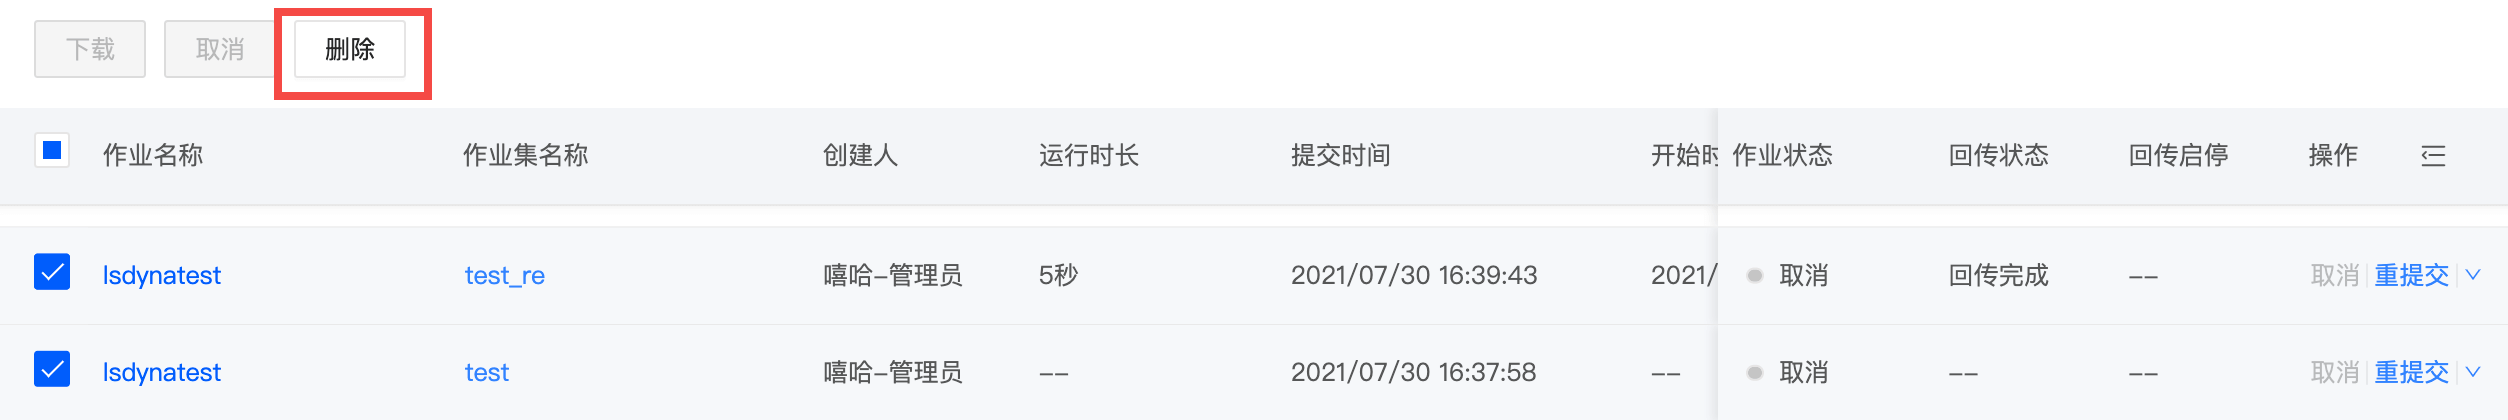 下载 取消 删除
作业名称 作业集名称 创建人 运行时长 提交时间 开始时 作业状态 回传状态 回传启停 操作
lsdynatest test_re 嘻哈-管理员 5秒 2021/07/30 16:39:43 2021/ 取消 回传完成 -- 取消 重提交
lsdynatest test 嘻哈-管理员 -- 2021/07/30 16:37:58 -- 取消 -- -- 取消 重提交